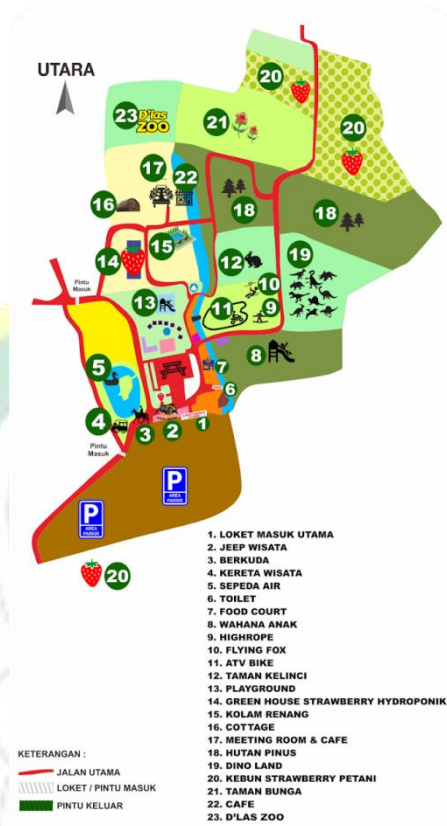 UTARA
20
20
23
D'las ZOO
21
17
22
16
18
18
15
14
12
19
Pintu
Masuk
13
10
11
9
5
7
8
6
4
3
2
1
Pintu
Masuk
P
AREA
PARKIR
P
AREA
PARKIR
20
1. LOKET MASUK UTAMA
2. JEEP WISATA
3. BERKUDA
4. KERETA WISATA
5. SEPEDA AIR
6. TOILET
7. FOOD COURT
8. WAHANA ANAK
9. HIGHROPE
10. FLYING FOX
11. ATV BIKE
12. TAMAN KELINCI
13. PLAYGROUND
14. GREEN HOUSE STRAWBERRY HYDROPONIK
15. KOLAM RENANG
16. COTTAGE
17. MEETING ROOM & CAFE
18. HUTAN PINUS
19. DINO LAND
20. KEBUN STRAWBERRY PETANI
21. TAMAN BUNGA
22. CAFE
23. D'LAS ZOO
KETERANGAN :
JALAN UTAMA
LOKET / PINTU MASUK
PINTU KELUAR